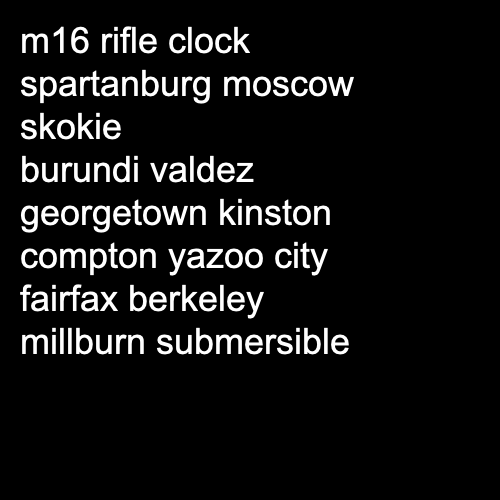 m16 rifle clock
spartanburg moscow
skokie
burundi valdez
georgetown kinston
compton yazoo city
fairfax berkeley
millburn submersible